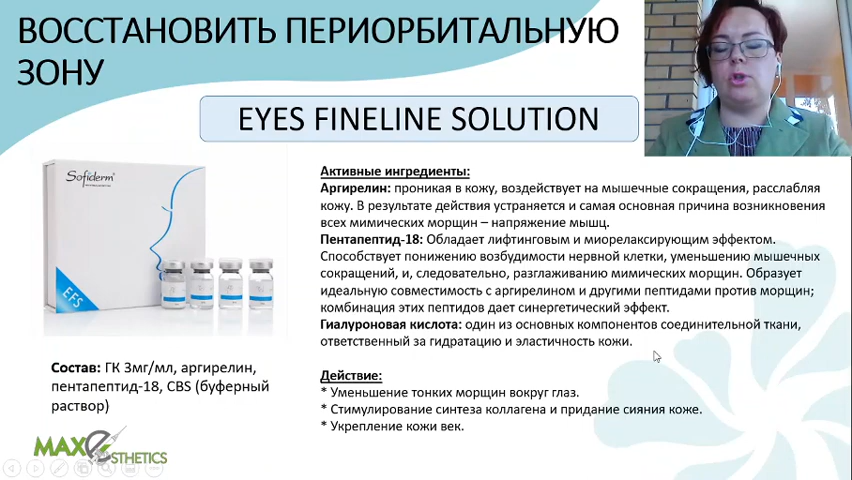 ВОССТАНОВИТЬ ПЕРИОРБИТАЛЬНУЮ
ЗОНУ
EYES FINELINE SOLUTION
Sofiderm
EFS
Состав: ГК 3мг/мл, аргирелин,
пентапептид-18, CBS (буферный
раствор)
MAXESTHETICS
Активные ингредиенты:
Аргирелин: проникая в кожу, воздействует на мышечные сокращения, расслабляя
кожу. В результате действия устраняется и самая основная причина возникновения
всех мимических морщин – напряжение мышц.
Пентапептид-18: Обладает лифтинговым и миорелаксирующим эффектом.
Способствует понижению возбудимости нервной клетки, уменьшению мышечных
сокращений, и, следовательно, разглаживанию мимических морщин. Образует
идеальную совместимость с аргирелином и другими пептидами против морщин;
комбинация этих пептидов дает синергетический эффект.
Гиалуроновая кислота: один из основных компонентов соединительной ткани,
ответственный за гидратацию и эластичность кожи.
Действие:
* Уменьшение тонких морщин вокруг глаз.
* Стимулирование синтеза коллагена и придание сияния коже.
* Укрепление кожи век.